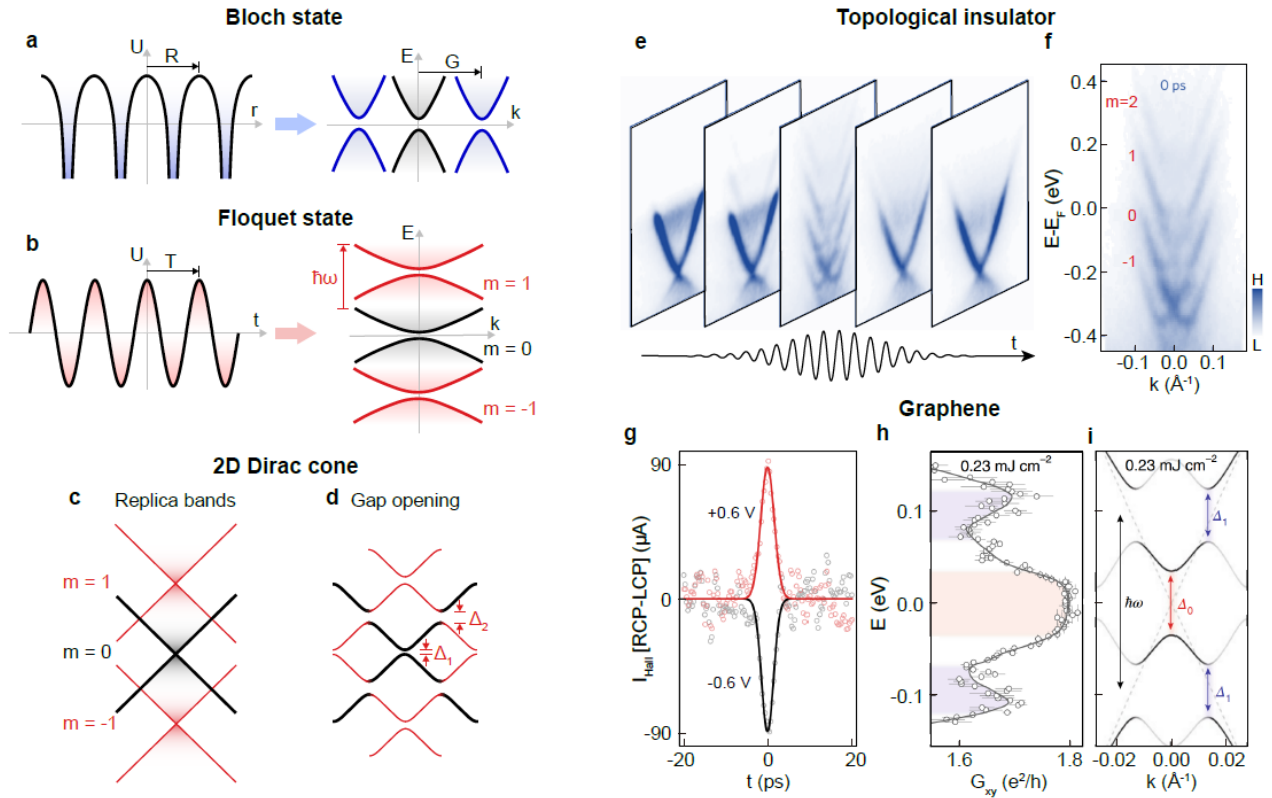 Bloch state
a
U
R
r
E
G
k
Floquet state
b
U
T
t
E
ħω
m = 1
k
m = 0
m = -1
2D Dirac cone
c
Replica bands
m = 1
m = 0
m = -1
d
Gap opening
Δ2
Δ1
Topological insulator
e
t
f
0 ps
m=2
1
0
-1
0.4
0.2
0.0
-0.2
-0.4
E-EF (eV)
H
L
-0.1
0.0
0.1
k (Å-1)
Graphene
g
90
0
-90
IHall [RCP-LCP] (µA)
+0.6 V
-0.6 V
-20
0
20
t (ps)
h
0.23 mJ cm−2
0.1
0.0
-0.1
E (eV)
1.6
1.8
Gxy (e2/h)
i
0.23 mJ cm−2
Δ1
ħω
Δ0
Δ1
-0.02
0.00
0.02
k (Å-1)